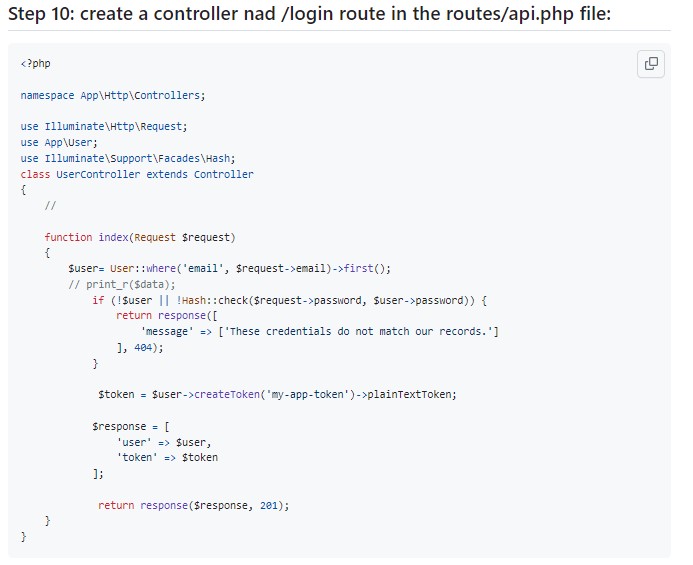 Step 10: create a controller nad /login route in the routes/api.php file:
<?php
namespace App\Http\Controllers;
use Illuminate\Http\Request;
use App\User;
use Illuminate\Support\Facades\Hash;
class UserController extends Controller
{
    //
    function index(Request $request)
    {
        $user= User::where('email', $request->email)->first();
        // print_r($data);
            if (!$user || !Hash::check($request->password, $user->password)) {
                return response([
                    'message' => ['These credentials do not match our records.']
                ], 404);
            }
             $token = $user->createToken('my-app-token')->plainTextToken;
            $response = [
                'user' => $user,
                'token' => $token
            ];
             return response($response, 201);
    }
}